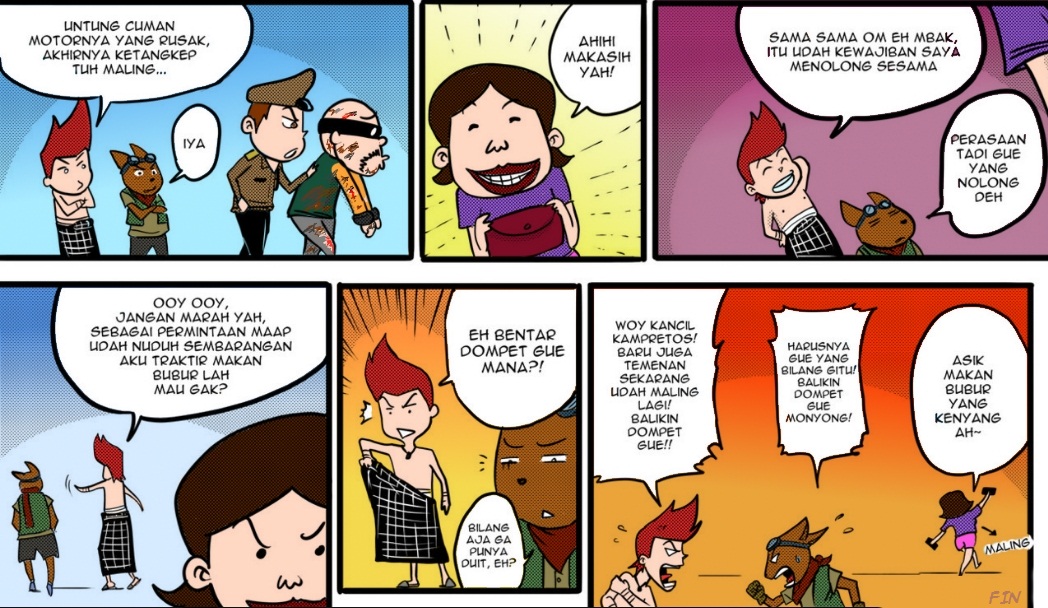 UNTUNG CUMAN
MOTORNYA YANG RUSAK,
AKHIRNYA KETANGKEP
TUH MALING...
IYA
AHIHI
MAKASIH
YAH!
SAMA SAMA OM EH MBAK,
ITU UDAH KEWAJIBAN SAYA
MENOLONG SESAMA
PERASAAN
TADI GUE
YANG
NOLONG
DEH
OOY OOY,
JANGAN MARAH YAH,
SEBAGAI PERMINTAAN MAAP
UDAH NUDUH SEMBARANGAN
AKU TRAKTIR MAKAN
BUBUR LAH
MAU GAK?
EH BENTAR
DOMPET GUE
MANA?!
BILANG
AJA GA
PUNYA
DUIT, EH?
WOY KANCIL
KAMPRETOS!
BARU JUGA
TEMENAN
SEKARANG
UDAH MALING
LAGI!
BALIKIN
DOMPET
GUE!!
HARUSNYA
GUE YANG
BILANG GITU!
BALIKIN
DOMPET
GUE
MONYONG!
ASIK
MAKAN
BUBUR
YANG
KENYANG
AH~
MALING
FIN